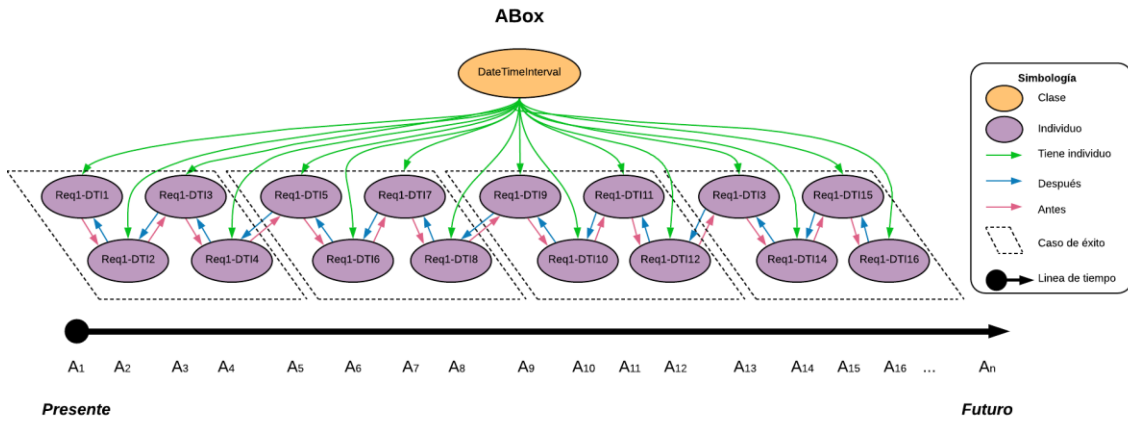 ABox
DateTimeInterval
Simbología
Clase
Individuo
Tiene individuo
Después
Antes
Caso de éxito
Linea de tiempo
Req1-DTI1
Req1-DTI3
Req1-DTI5
Req1-DTI7
Req1-DTI9
Req1-DTI11
Req1-DTI3
Req1-DTI15
Req1-DTI2
Req1-DTI4
Req1-DTI6
Req1-DTI8
Req1-DTI10
Req1-DTI12
Req1-DTI14
Req1-DTI16
A1 A2 A3 A4 A5 A6 A7 A8 A9 A10 A11 A12 A13 A14 A15 A16 ... An
Presente
Futuro